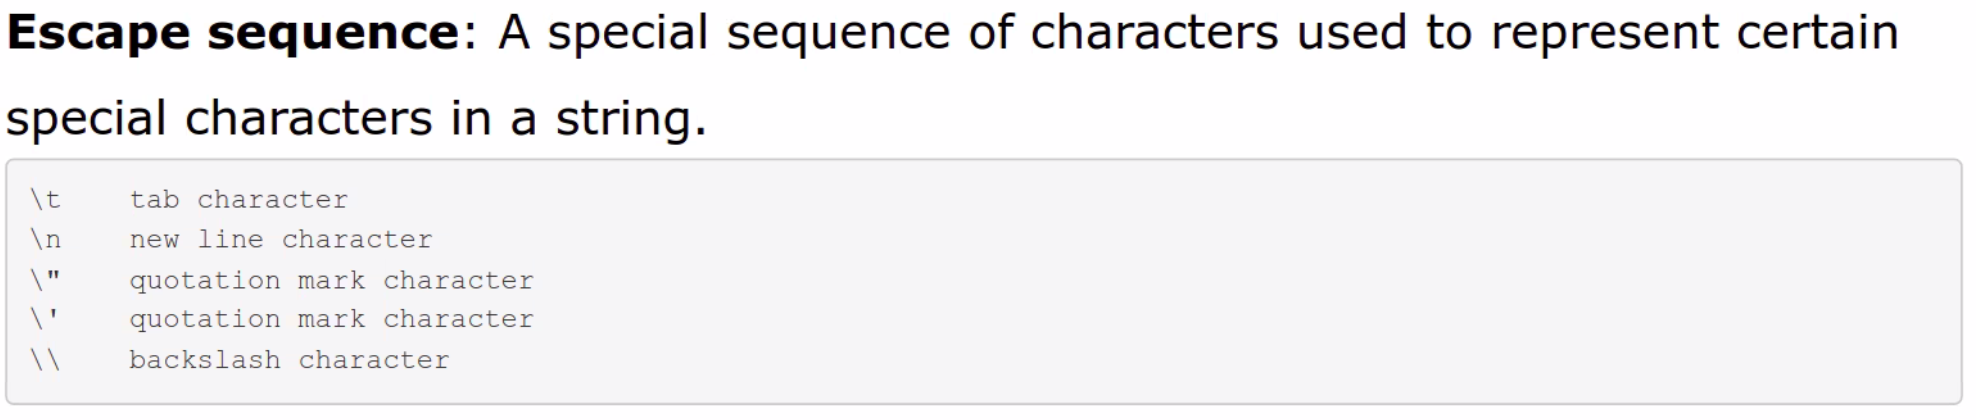 Escape sequence: A special sequence of characters used to represent certain
special characters in a string.
\t    tab character
\n    new line character
\"    quotation mark character
\'    quotation mark character
\\    backslash character